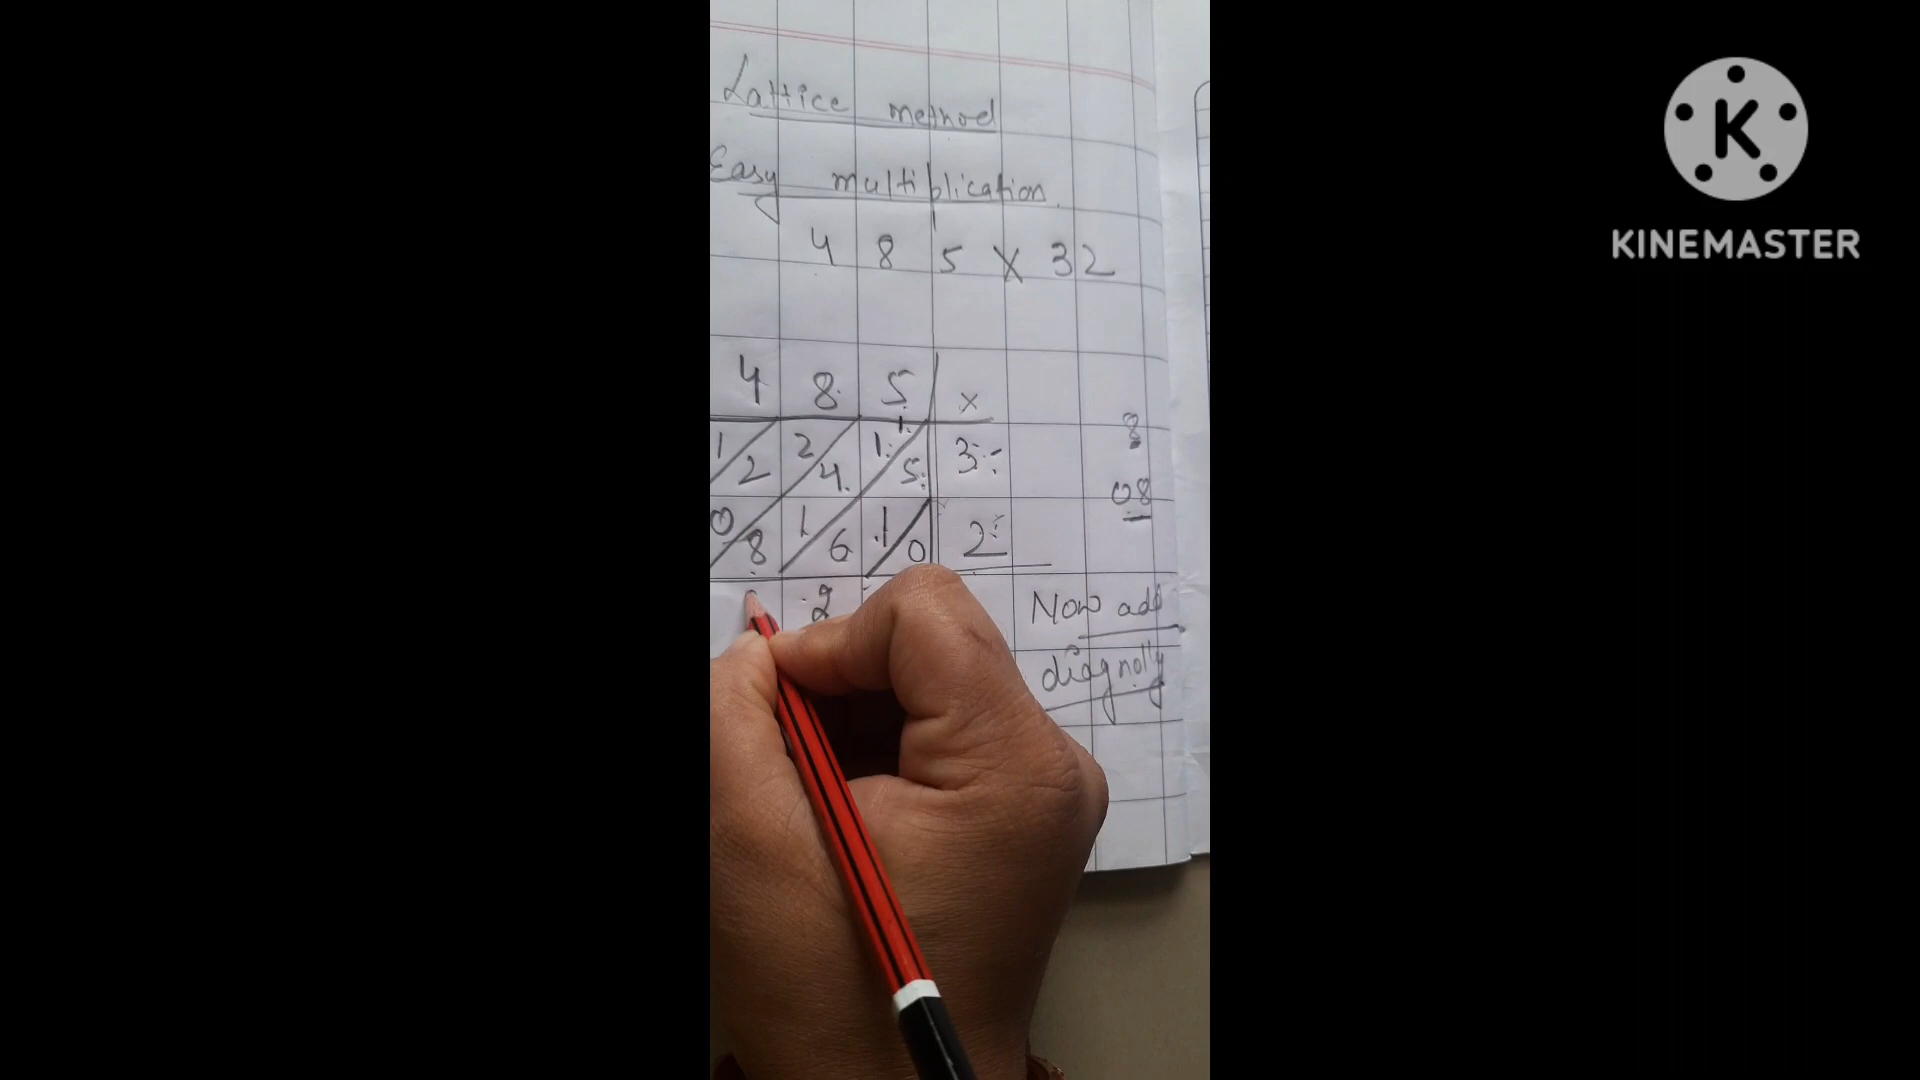 KINEMASTER
Lattice method
Easy multiplication.
4 8 5 X 32
4 8 5 x
1 2 2 4 1 5 3
0 8 1 6 1 0 2
2
8
08
Now add
diagnolly